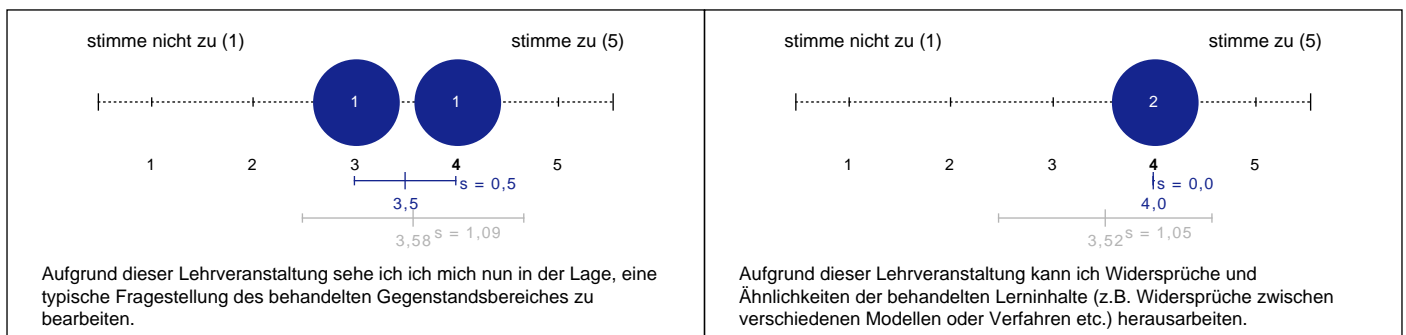 stimme nicht zu (1) stimme zu (5)
1 1
1 2 3 4 5
s = 0,5
3,5
s = 1,09
3,58
Aufgrund dieser Lehrveranstaltung sehe ich ich mich nun in der Lage, eine
typische Fragestellung des behandelten Gegenstandsbereiches zu
bearbeiten.
stimme nicht zu (1) stimme zu (5)
2
1 2 3 4 5
s = 0,0
4,0
s = 1,05
3,52
Aufgrund dieser Lehrveranstaltung kann ich Widersprüche und
Ähnlichkeiten der behandelten Lerninhalte (z.B. Widersprüche zwischen
verschiedenen Modellen oder Verfahren etc.) herausarbeiten.